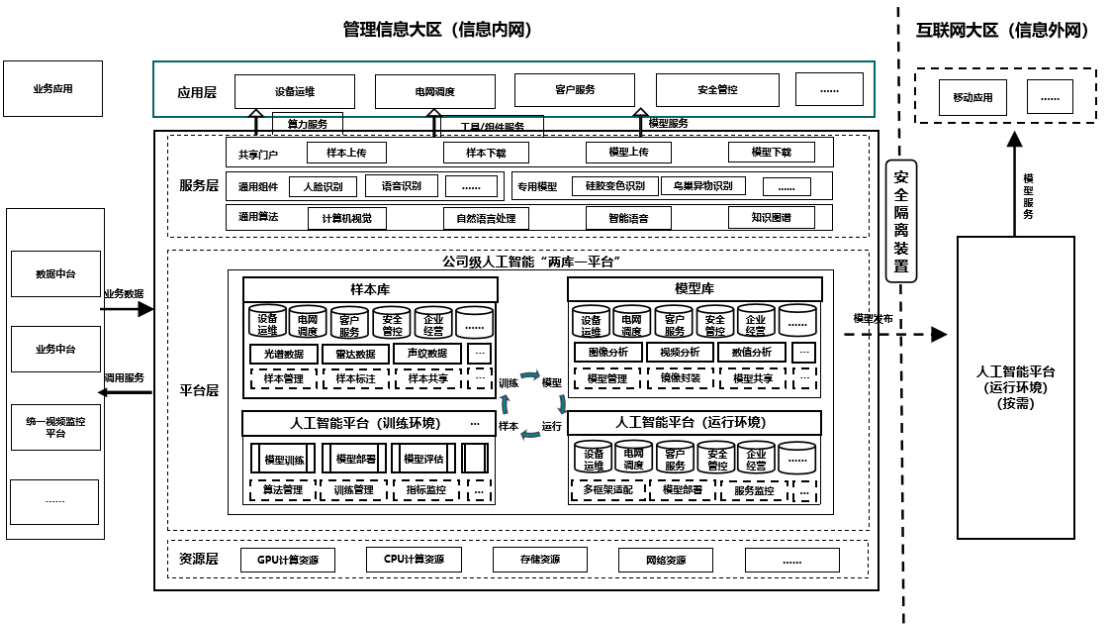 管理信息大区（信息内网）
互联网大区（信息外网）
业务应用
应用层
设备运维
电网调度
客户服务
安全管控
......
移动应用
......
算力服务
工具/组件服务
模型服务
共享门户
样本上传
样本下载
模型上传
模型下载
服务层
通用组件
人脸识别
语音识别
......
专用模型
硅胶变色识别
鸟巢异物识别
......
通用算法
计算机视觉
自然语言处理
智能语音
知识图谱
安全隔离装置
模型服务
数据中台
业务中台
统一视频监控
平台
......
业务数据
调用服务
公司级人工智能“两库一平台”
平台层
样本库
设备
运维
电网
调度
客户
服务
安全
管控
企业
经营
......
光谱数据
雷达数据
声纹数据
...
样本管理
样本标注
样本共享
...
模型库
设备
运维
电网
调度
客户
服务
安全
管控
企业
经营
......
图像分析
视频分析
数值分析
...
模型管理
镜像封装
模型共享
...
训练
模型
样本
运行
人工智能平台（训练环境）
...
模型训练
模型部署
模型评估
算法管理
训练管理
指标监控
...
人工智能平台（运行环境）
设备
运维
电网
调度
客户
服务
安全
管控
企业
经营
......
多框架适配
模型部署
服务监控
...
模型发布
人工智能平台
（运行环境）
（按需）
资源层
GPU计算资源
CPU计算资源
存储资源
网络资源
......